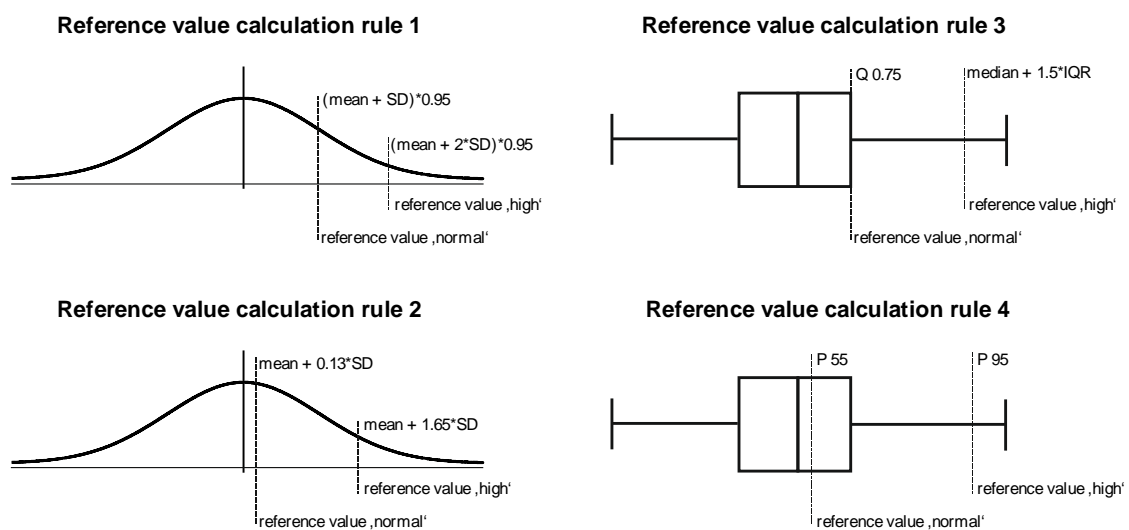 Reference value calculation rule 1
(mean + SD)*0.95
(mean + 2*SD)*0.95
reference value ‚high‘
reference value ‚normal‘
Reference value calculation rule 3
Q 0.75
median + 1.5*IQR
reference value ‚high‘
reference value ‚normal‘
Reference value calculation rule 2
mean + 0.13*SD
mean + 1.65*SD
reference value ‚high‘
reference value ‚normal‘
Reference value calculation rule 4
P 55
P 95
reference value ‚high‘
reference value ‚normal‘